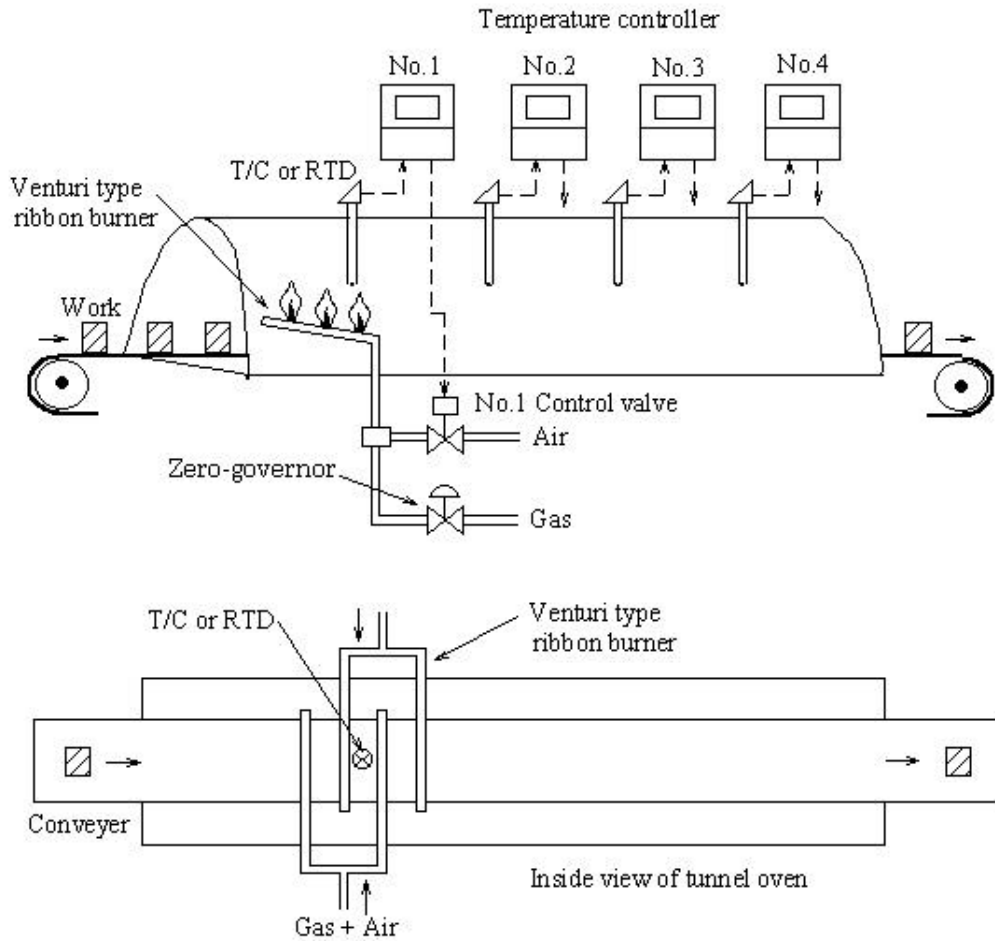 Temperature controller
No.1
No.2
No.3
No.4
T/C or RTD
Venturi type
ribbon burner
Work
No.1 Control valve
Air
Zero-governor
Gas
T/C or RTD
Venturi type
ribbon burner
Conveyer
Inside view of tunnel oven
Gas + Air